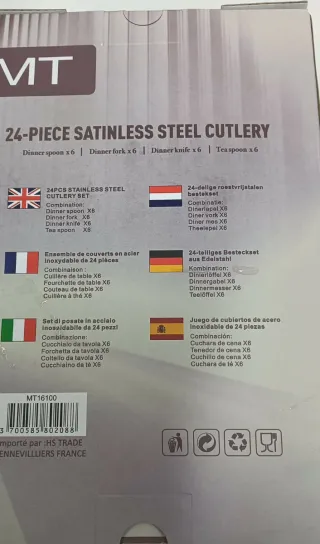 MT
24-PIECE SATINLESS STEEL CUTLERY
Dinner spoon x 6 | Dinner fork x 6 | Dinner knife x 6 | Tea spoon x 6
24PCS STAINLESS STEEL
CUTLERY SET
Combination:
Dinner spoon X6
Dinner fork X6
Dinner knife X6
Tea spoon X6
24-delige roestvrijstalen
bestekset
Combinatie:
Dinerlepel X6
Diner vork X6
Diner mes X6
Theelepel X6
Ensemble de couverts en acier
inoxydable de 24 pièces
Combinaison:
Cuillère de table X6
Fourchette de table X6
Couteau de table X6
Cuillère à thé X6
24-teiliges Besteckset
aus Edelstahl
Kombination:
Dinnerlöffel X6
Dinnergabel X6
Dinnermesser X6
Teelöffel X6
Set di posate in acciaio
inossidabile da 24 pezzi
Combinazione:
Cucchiaio da tavola X6
Forchetta da tavola X6
Coltello da tavola X6
Cucchiaino da tè X6
Juego de cubiertos de acero
inoxidable de 24 piezas
Combinación:
Cuchara de cena X6
Tenedor de cena X6
Cuchillo de cena X6
Cuchara de té X6
MT16100
3 700585 802088
mporté par :HS TRADE
ENNEVILLIERS FRANCE